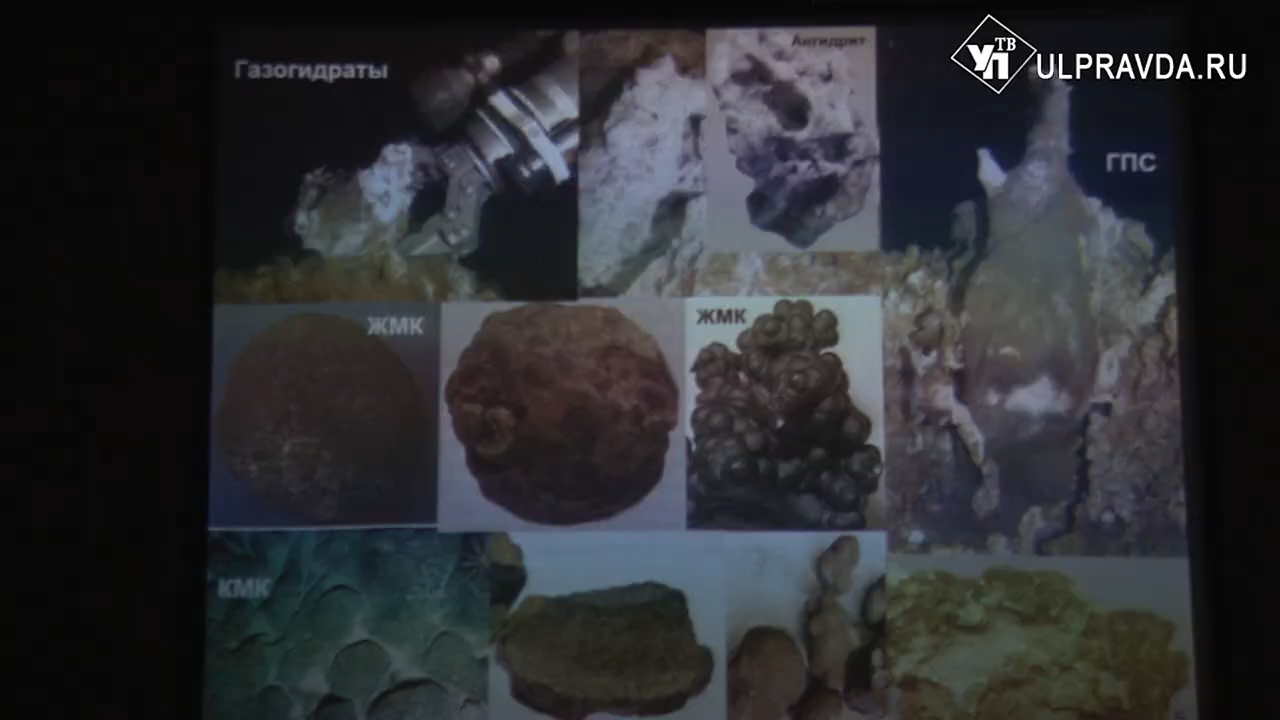 Газогидраты
Ангидрит
УП ТВ
ULPRAVDA.RU
ГПС
ЖМК
ЖМК
КМК